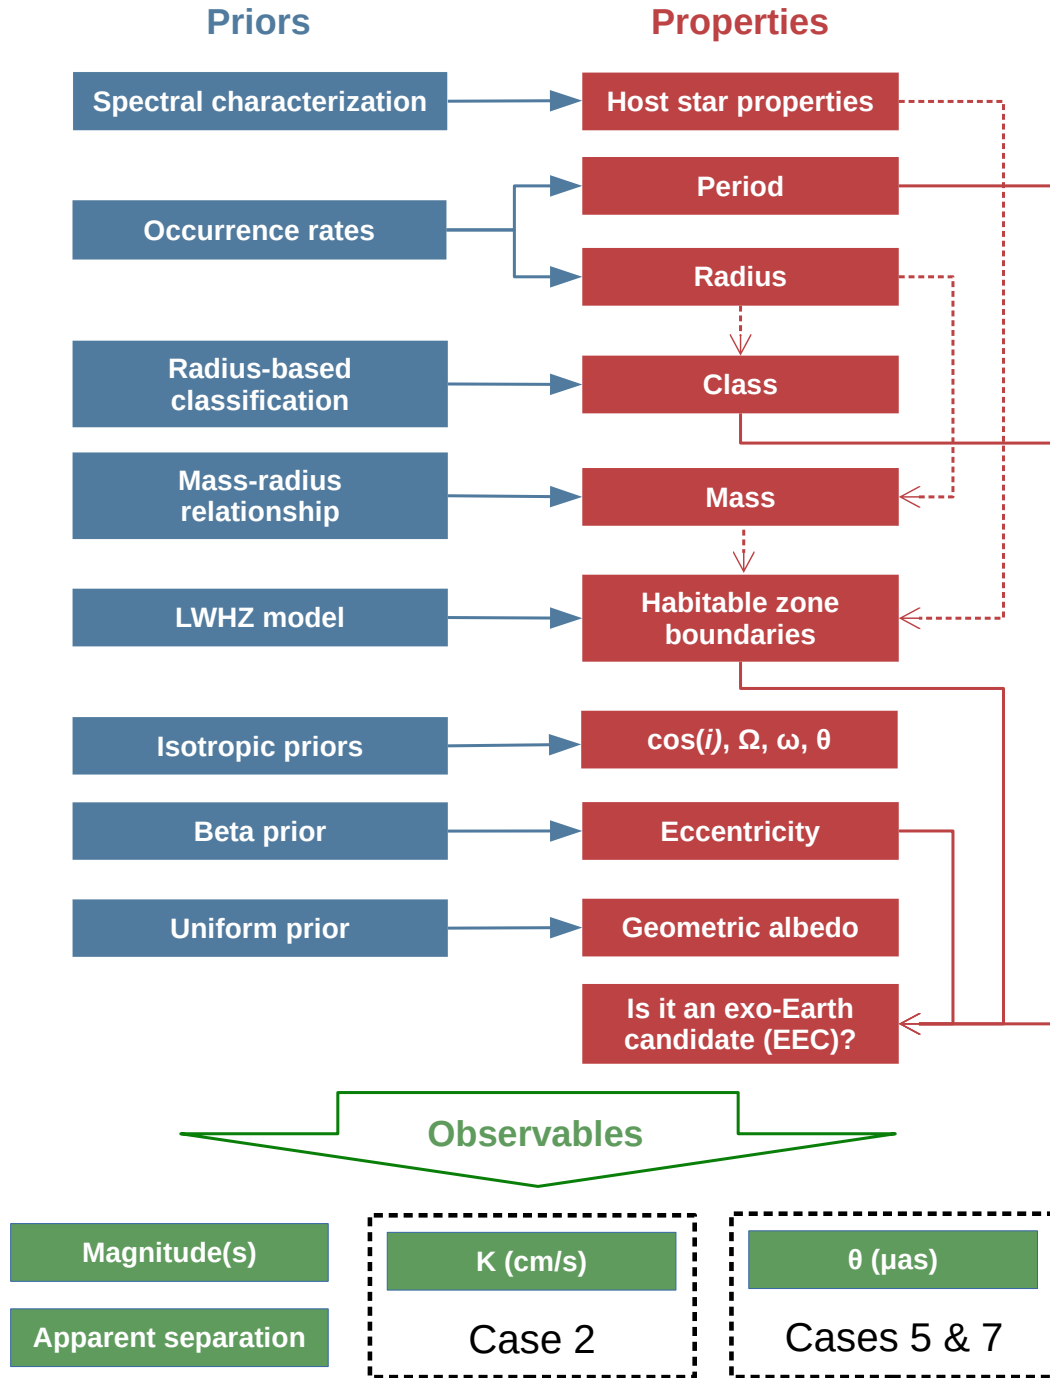 Priors
Properties
Spectral characterization
Host star properties
Period
Occurrence rates
Radius
Radius-based
classification
Class
Mass-radius
relationship
Mass
LWHZ model
Habitable zone
boundaries
Isotropic priors
cos(i), Ω, ω, θ
Beta prior
Eccentricity
Uniform prior
Geometric albedo
Is it an exo-Earth
candidate (EEC)?
Observables
Magnitude(s)
Apparent separation
K (cm/s)
Case 2
θ (μas)
Cases 5 & 7